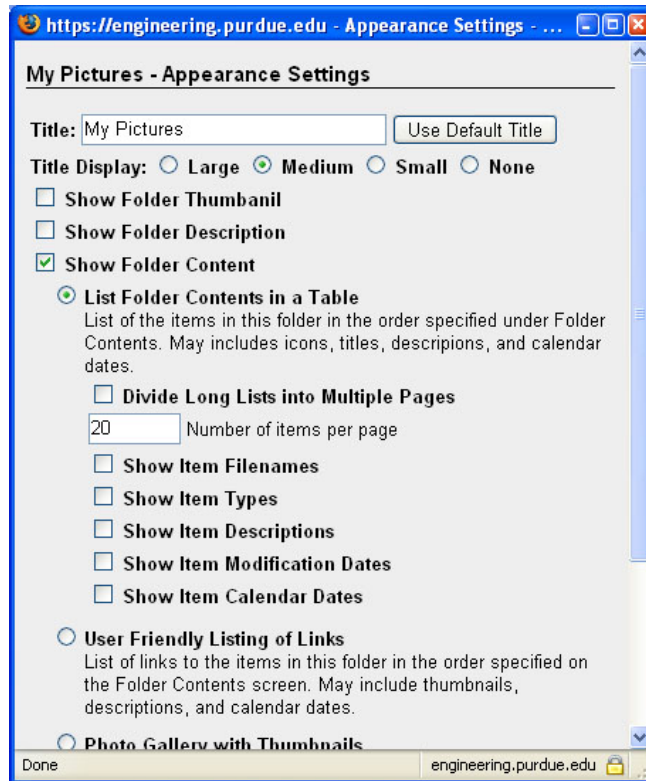 https://engineering.purdue.edu - Appearance Settings - ...
My Pictures - Appearance Settings
Title: My Pictures Use Default Title
Title Display: Large Medium Small None
Show Folder Thumbanil
Show Folder Description
Show Folder Content
List Folder Contents in a Table
List of the items in this folder in the order specified under Folder
Contents. May includes icons, titles, descripions, and calendar
dates.
Divide Long Lists into Multiple Pages
20 Number of items per page
Show Item Filenames
Show Item Types
Show Item Descriptions
Show Item Modification Dates
Show Item Calendar Dates
User Friendly Listing of Links
List of links to the items in this folder in the order specified on
the Folder Contents screen. May include thumbnails,
descriptions, and calendar dates.
Photo Gallery with Thumbnails
Done engineering.purdue.edu